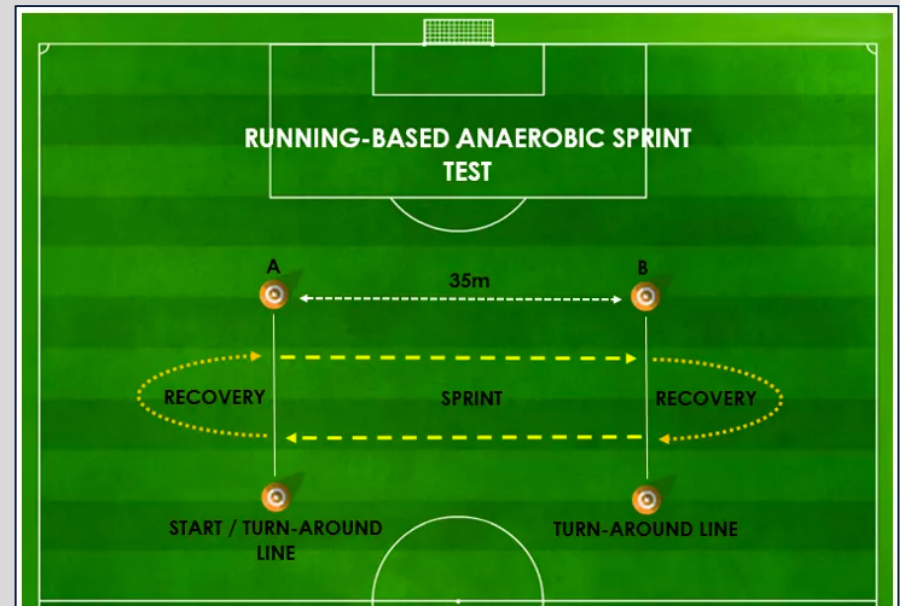 RUNNING-BASED ANAEROBIC SPRINT
TEST
A
B
35m
RECOVERY
SPRINT
RECOVERY
START / TURN-AROUND
LINE
TURN-AROUND LINE